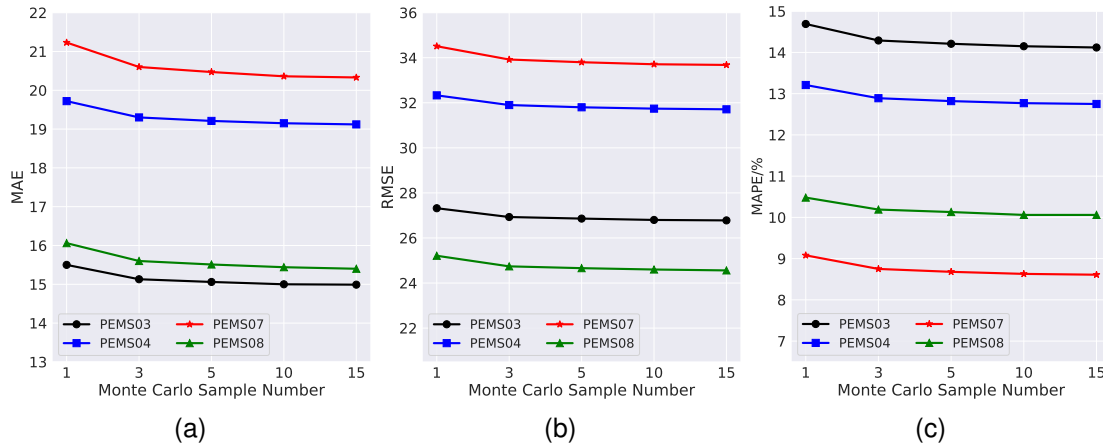 22
21
20
19
18
17
16
15
14
13
MAE
PEMS03
PEMS04
PEMS07
PEMS08
1 3 5 10 15
Monte Carlo Sample Number
(a)
36
34
32
30
28
26
24
22
RMSE
PEMS03
PEMS04
PEMS07
PEMS08
1 3 5 10 15
Monte Carlo Sample Number
(b)
15
14
13
12
11
10
9
8
7
MAPE/%
PEMS03
PEMS04
PEMS07
PEMS08
1 3 5 10 15
Monte Carlo Sample Number
(c)